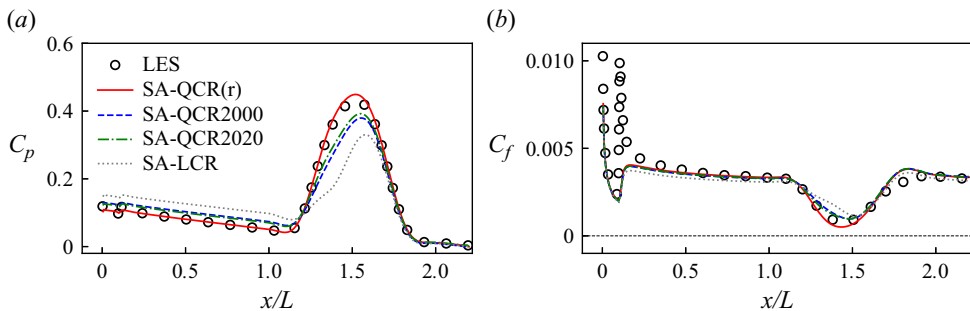 (a)
0.6
0.4
0.2
0
C_p
LES
SA-QCR(r)
SA-QCR2000
SA-QCR2020
SA-LCR
0 0.5 1.0 1.5 2.0
x/L
(b)
0.010
0.005
0
C_f
0 0.5 1.0 1.5 2.0
x/L